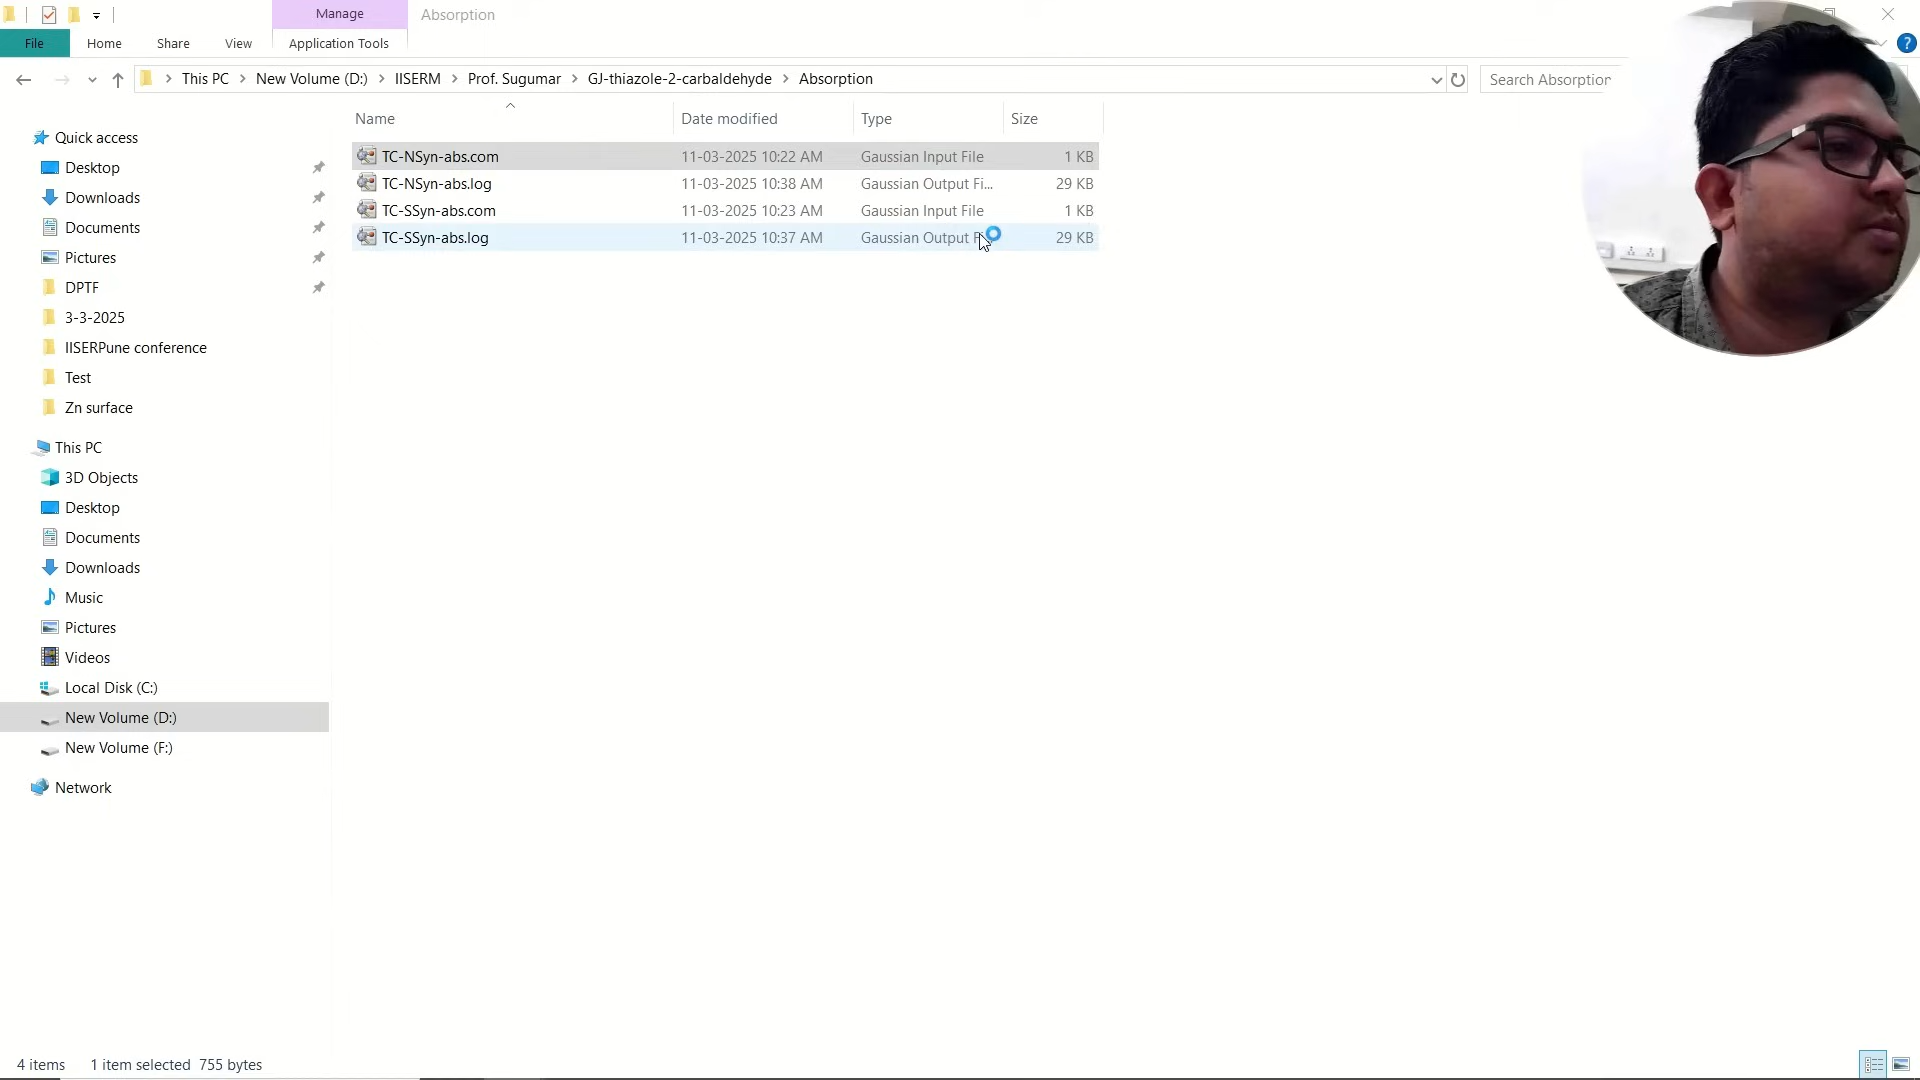 Manage
Absorption
File
Home
Share
View
Application Tools
This PC
New Volume (D:)
IISERM
Prof. Sugumar
GJ-thiazole-2-carbaldehyde
Absorption
Search Absorption
Name
Date modified
Type
Size
TC-NSyn-abs.com 11-03-2025 10:22 AM Gaussian Input File 1 KB
TC-NSyn-abs.log 11-03-2025 10:38 AM Gaussian Output Fi... 29 KB
TC-SSyn-abs.com 11-03-2025 10:23 AM Gaussian Input File 1 KB
TC-SSyn-abs.log 11-03-2025 10:37 AM Gaussian Output 29 KB
Quick access
Desktop
Downloads
Documents
Pictures
DPTF
3-3-2025
IISERPune conference
Test
Zn surface
This PC
3D Objects
Desktop
Documents
Downloads
Music
Pictures
Videos
Local Disk (C:)
New Volume (D:)
New Volume (F:)
Network
4 items 1 item selected 755 bytes